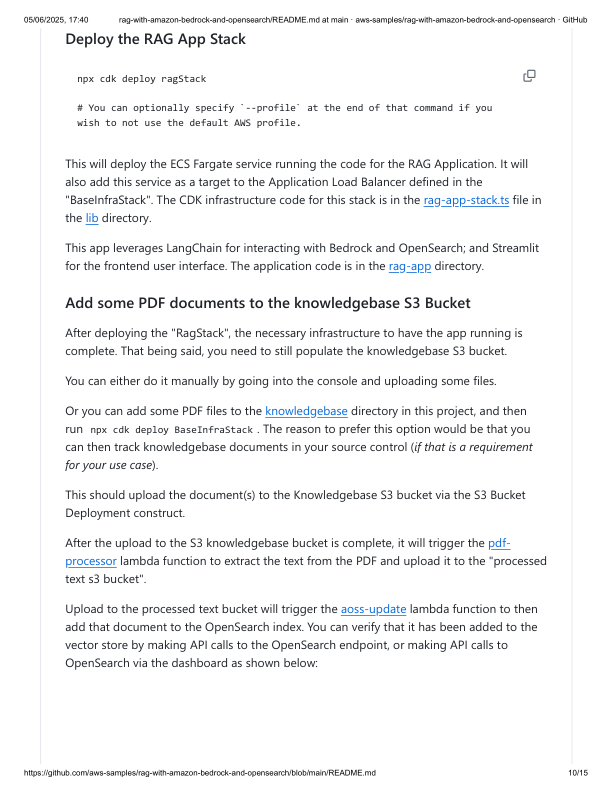 05/06/2025, 17:40
rag-with-amazon-bedrock-and-opensearch/README.md at main · aws-samples/rag-with-amazon-bedrock-and-opensearch · GitHub
Deploy the RAG App Stack
npx cdk deploy ragStack
# You can optionally specify `--profile` at the end of that command if you
wish to not use the default AWS profile.
This will deploy the ECS Fargate service running the code for the RAG Application. It will
also add this service as a target to the Application Load Balancer defined in the
"BaseInfraStack". The CDK infrastructure code for this stack is in the rag-app-stack.ts file in
the lib directory.
This app leverages LangChain for interacting with Bedrock and OpenSearch; and Streamlit
for the frontend user interface. The application code is in the rag-app directory.
Add some PDF documents to the knowledgebase S3 Bucket
After deploying the "RagStack", the necessary infrastructure to have the app running is
complete. That being said, you need to still populate the knowledgebase S3 bucket.
You can either do it manually by going into the console and uploading some files.
Or you can add some PDF files to the knowledgebase directory in this project, and then
run npx cdk deploy BaseInfraStack . The reason to prefer this option would be that you
can then track knowledgebase documents in your source control (if that is a requirement
for your use case).
This should upload the document(s) to the Knowledgebase S3 bucket via the S3 Bucket
Deployment construct.
After the upload to the S3 knowledgebase bucket is complete, it will trigger the pdf-
processor lambda function to extract the text from the PDF and upload it to the "processed
text s3 bucket".
Upload to the processed text bucket will trigger the aoss-update lambda function to then
add that document to the OpenSearch index. You can verify that it has been added to the
vector store by making API calls to the OpenSearch endpoint, or making API calls to
OpenSearch via the dashboard as shown below:
https://github.com/aws-samples/rag-with-amazon-bedrock-and-opensearch/blob/main/README.md
10/15